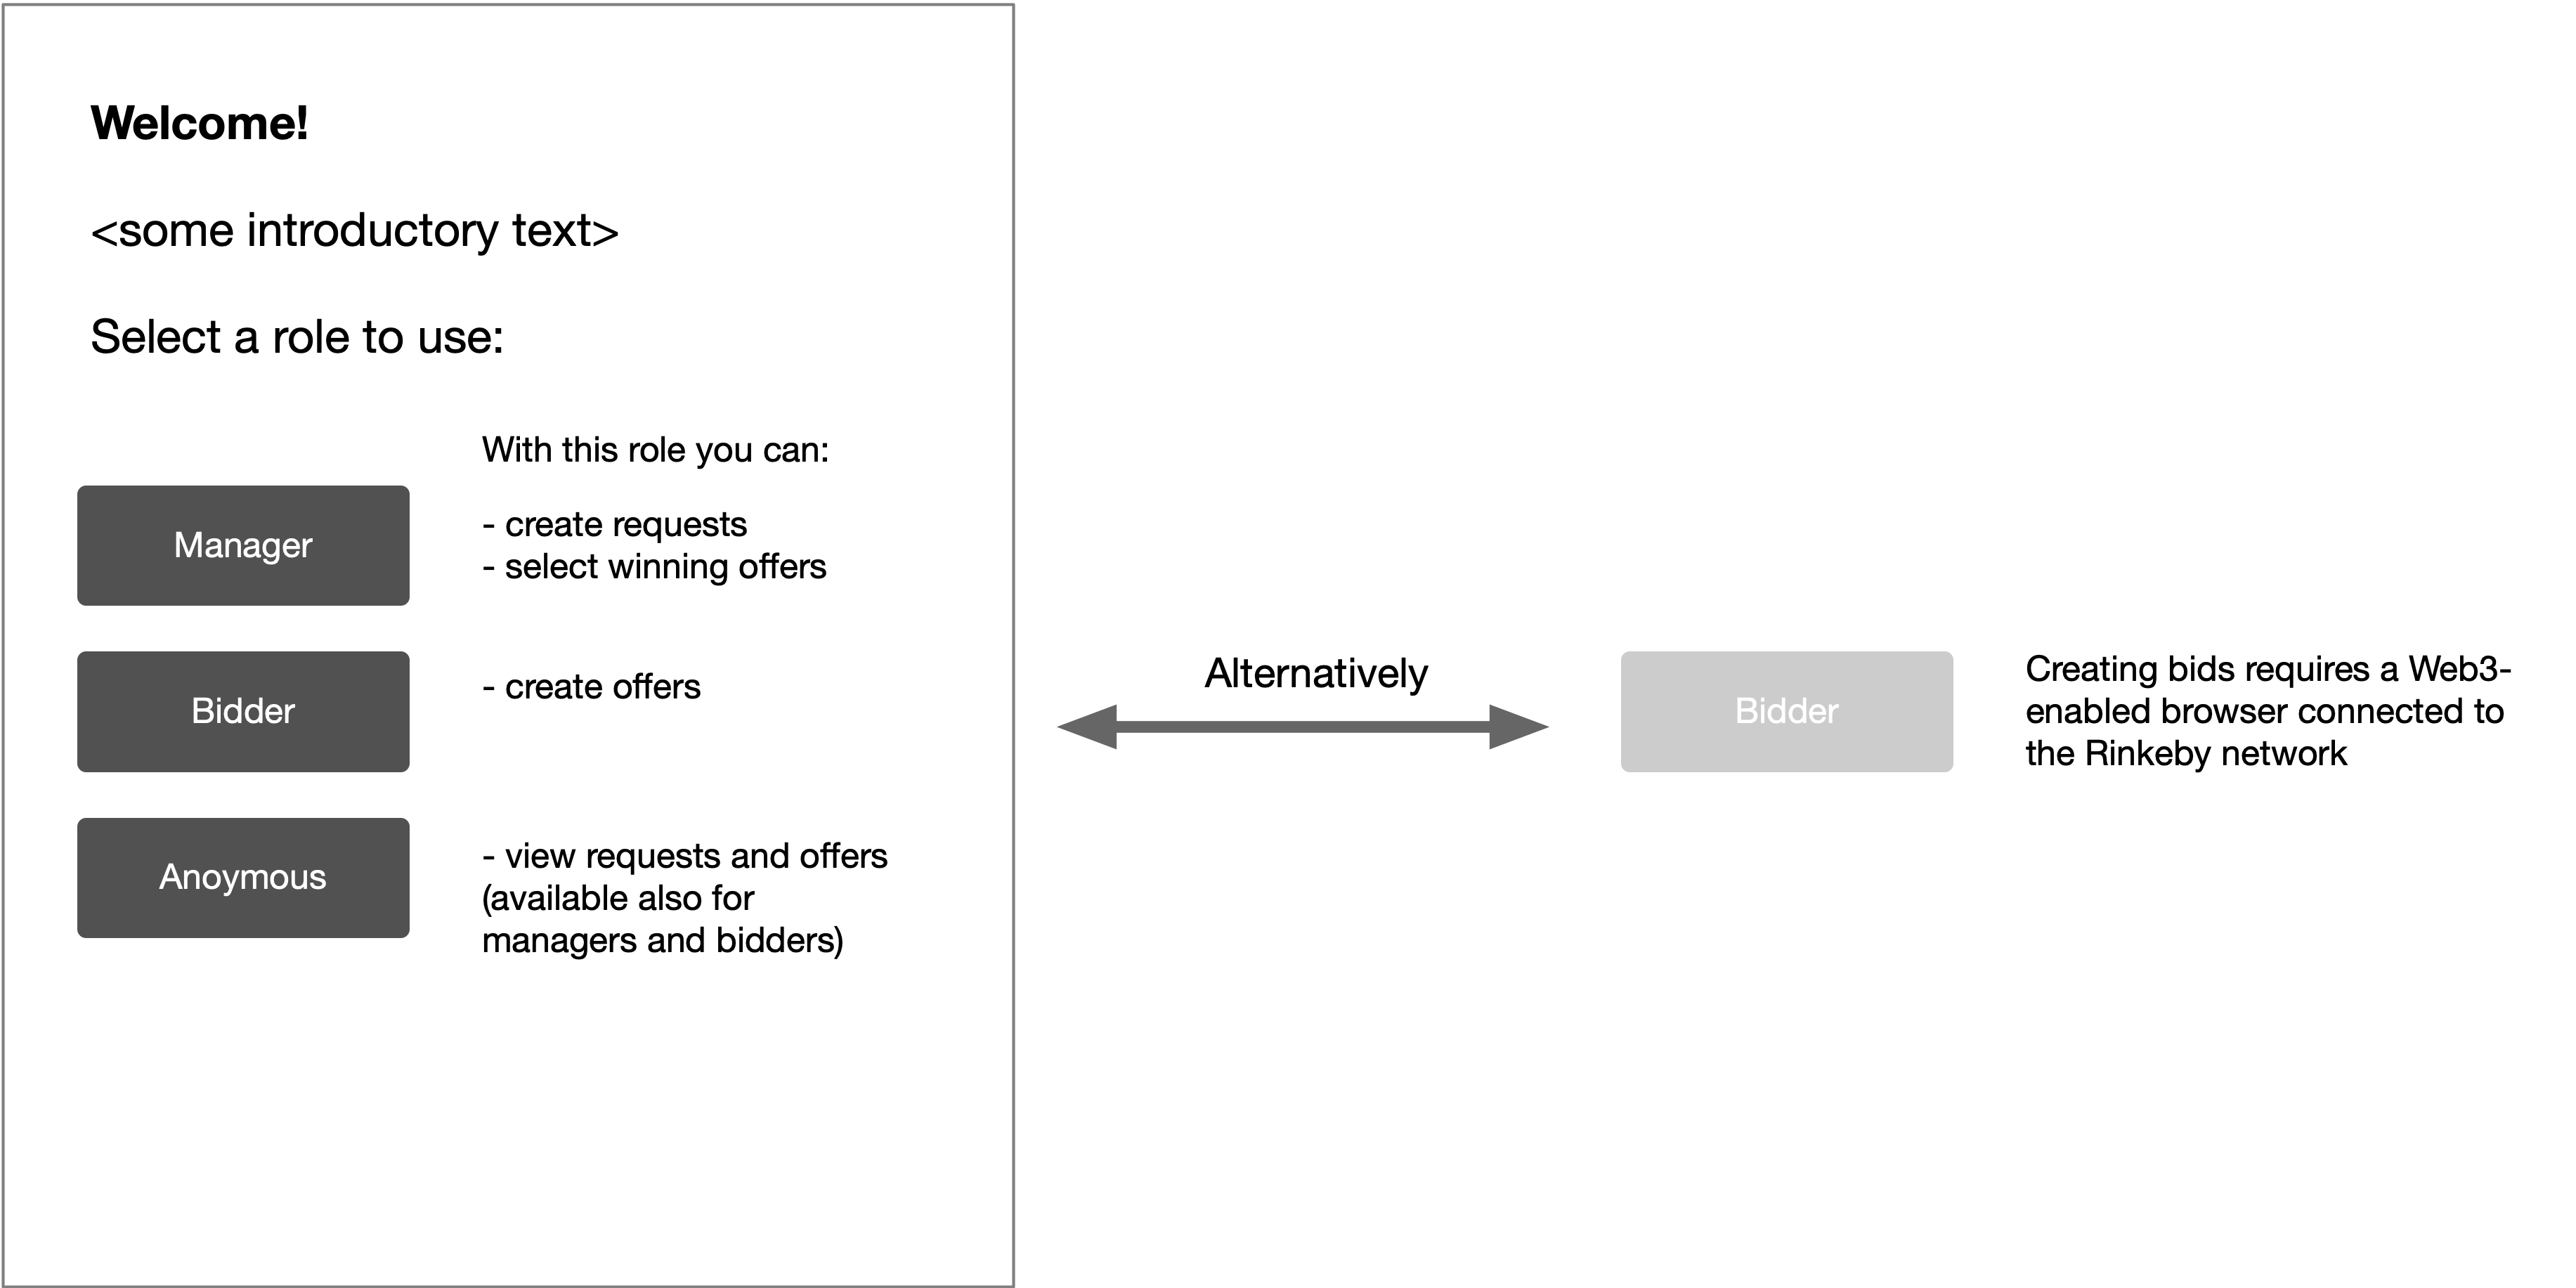 Welcome!
<some introductory text>
Select a role to use:
With this role you can:
Manager
- create requests
- select winning offers
Bidder
- create offers
Anoymous
- view requests and offers
(available also for
managers and bidders)
Alternatively
Bidder
Creating bids requires a Web3-
enabled browser connected to
the Rinkeby network